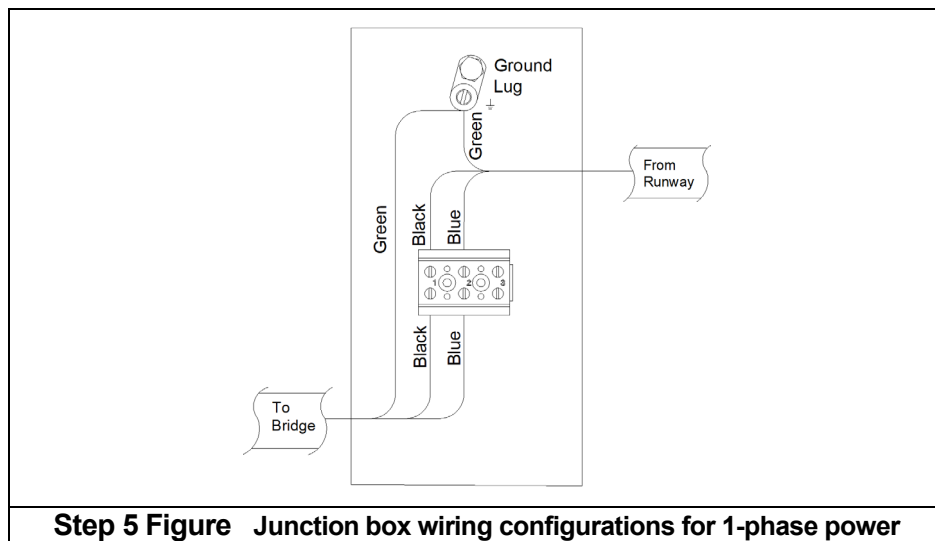 Ground
Lug
Green
From
Runway
Green
Black
Blue
1 2 3
Black
Blue
To
Bridge
Step 5 Figure Junction box wiring configurations for 1-phase power